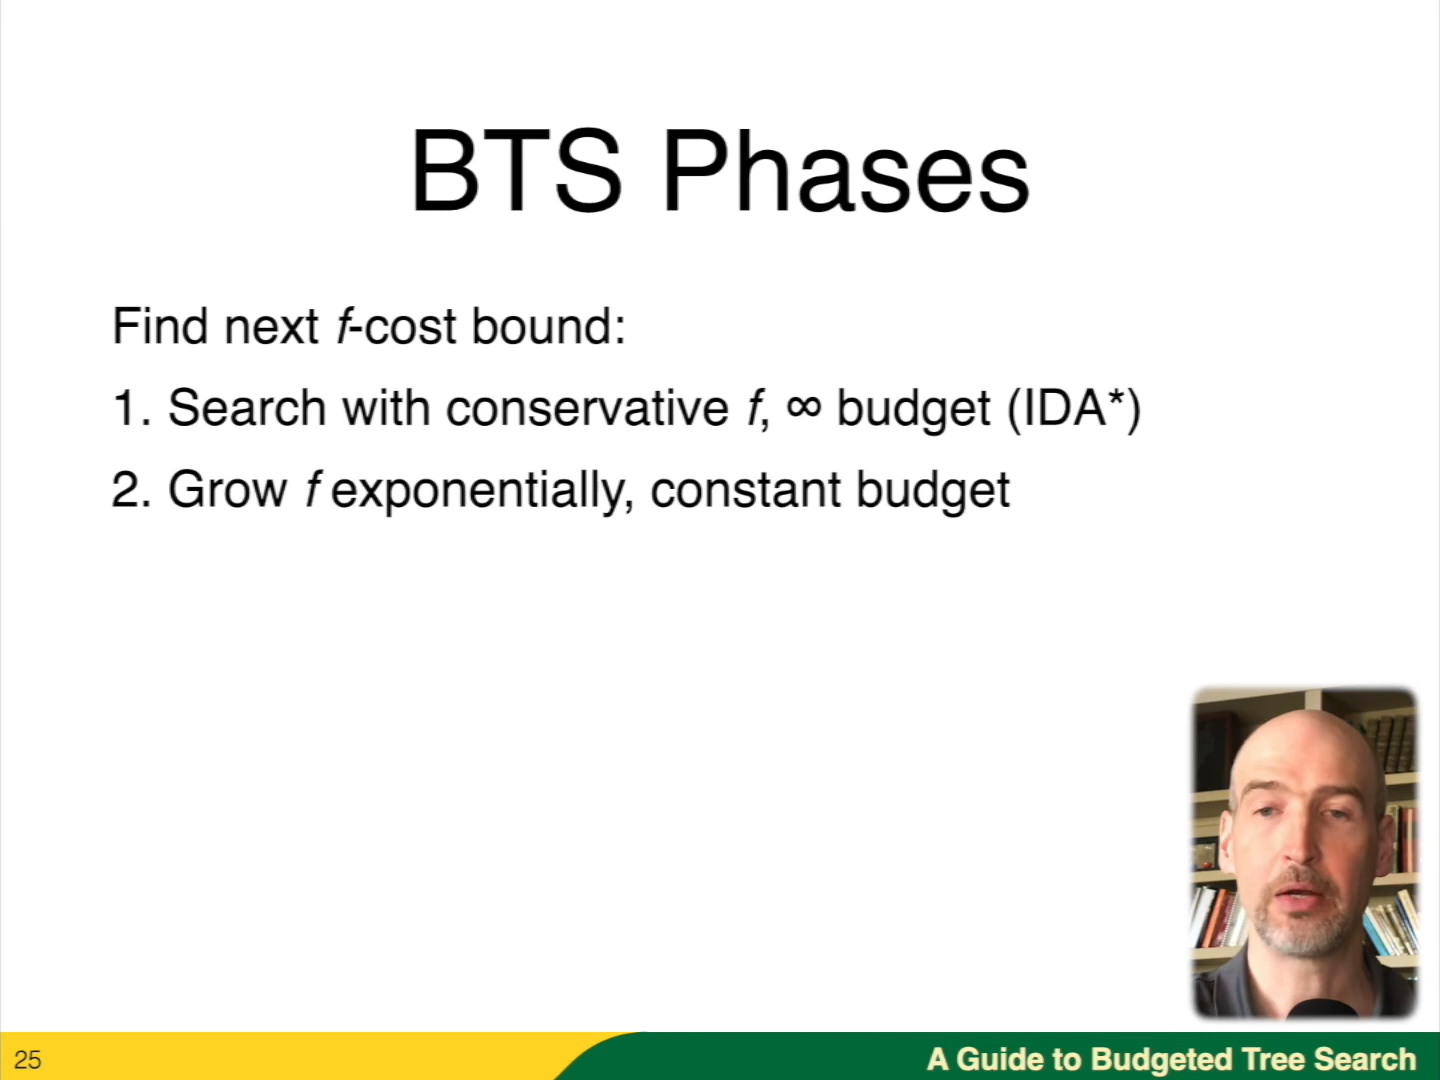 BTS Phases
Find next f-cost bound:
1. Search with conservative f, ∞ budget (IDA*)
2. Grow f exponentially, constant budget
25
A Guide to Budgeted Tree Search